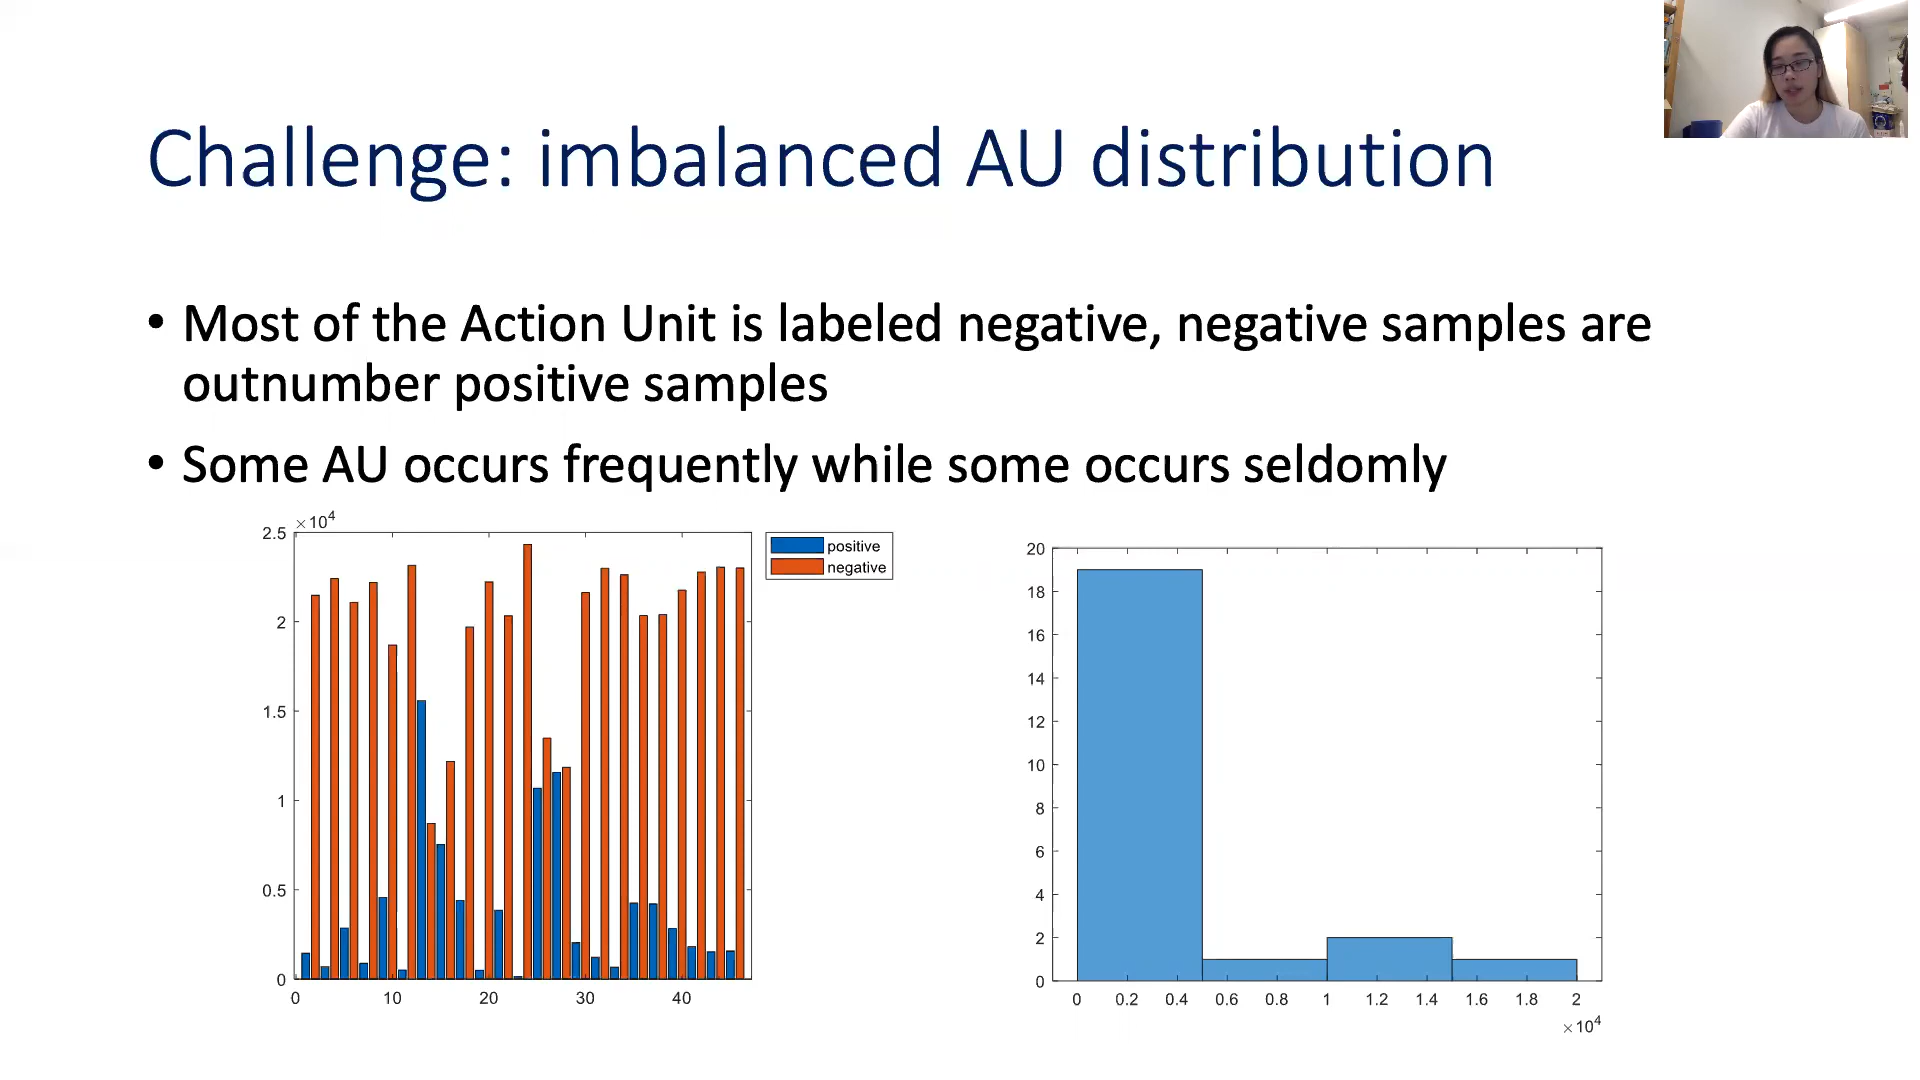 Challenge: imbalanced AU distribution
• Most of the Action Unit is labeled negative, negative samples are
outnumber positive samples
• Some AU occurs frequently while some occurs seldomly
×10⁴
2.5
2
1.5
1
0.5
0
0 10 20 30 40
positive
negative
20
18
16
14
12
10
8
6
4
2
0
0 0.2 0.4 0.6 0.8 1 1.2 1.4 1.6 1.8 2
×10⁴